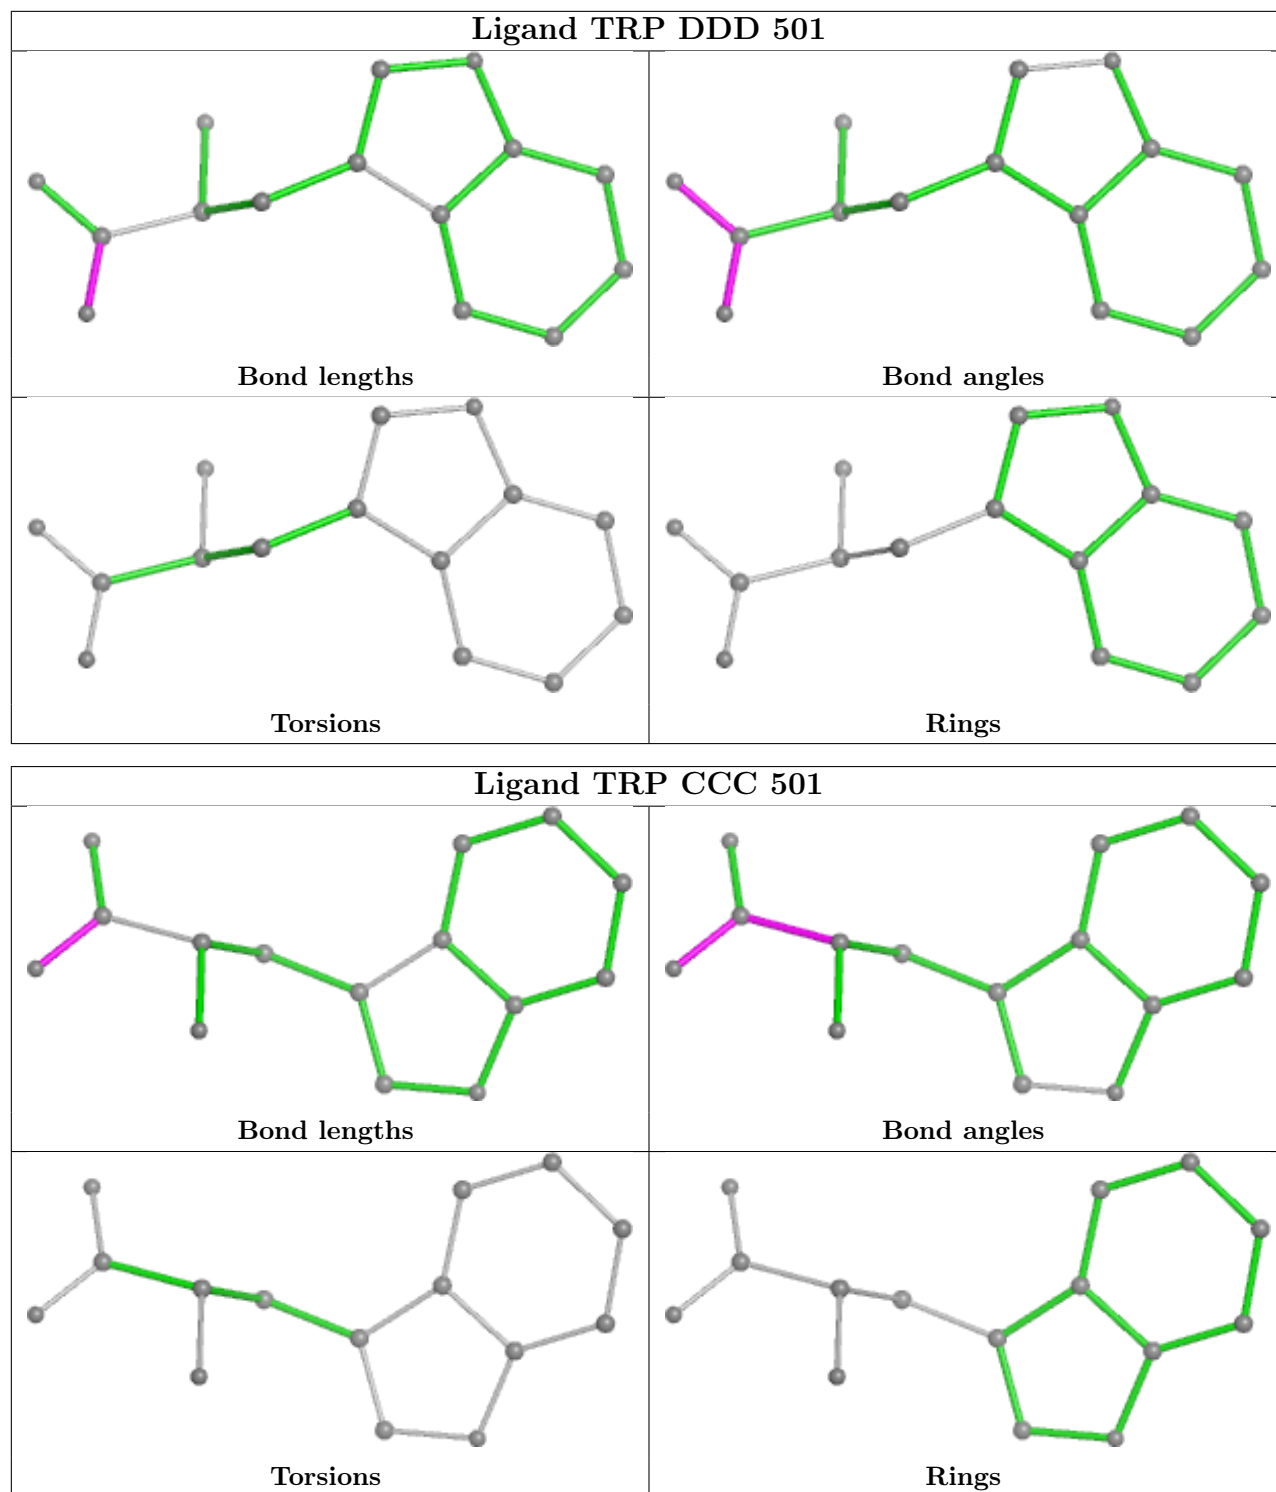 Ligand TRP DDD 501
Bond lengths
Bond angles
Torsions
Rings
Ligand TRP CCC 501
Bond lengths
Bond angles
Torsions
Rings